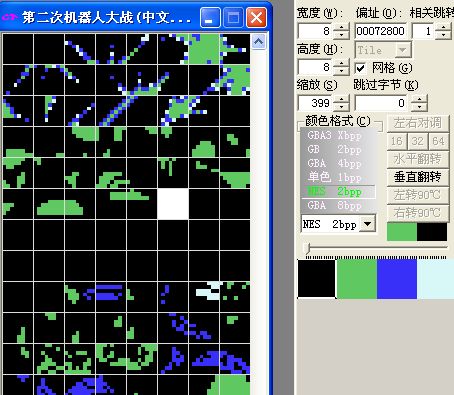 CT 第二次机器人大战(中文...
宽度(W): 偏址(O): 相关跳转
8 00072800 1
高度(H): Tile
8 网格(G)
缩放(S) 跳过字节(K)
399 0
颜色格式(C) 左右对调
GBA3 Xbpp
GB 2bpp 16 32 64
GBA 4bpp 水平翻转
单色 1bpp 垂直翻转
NES 2bpp 左转90℃
GBA 8bpp 右转90℃
NES 2bpp